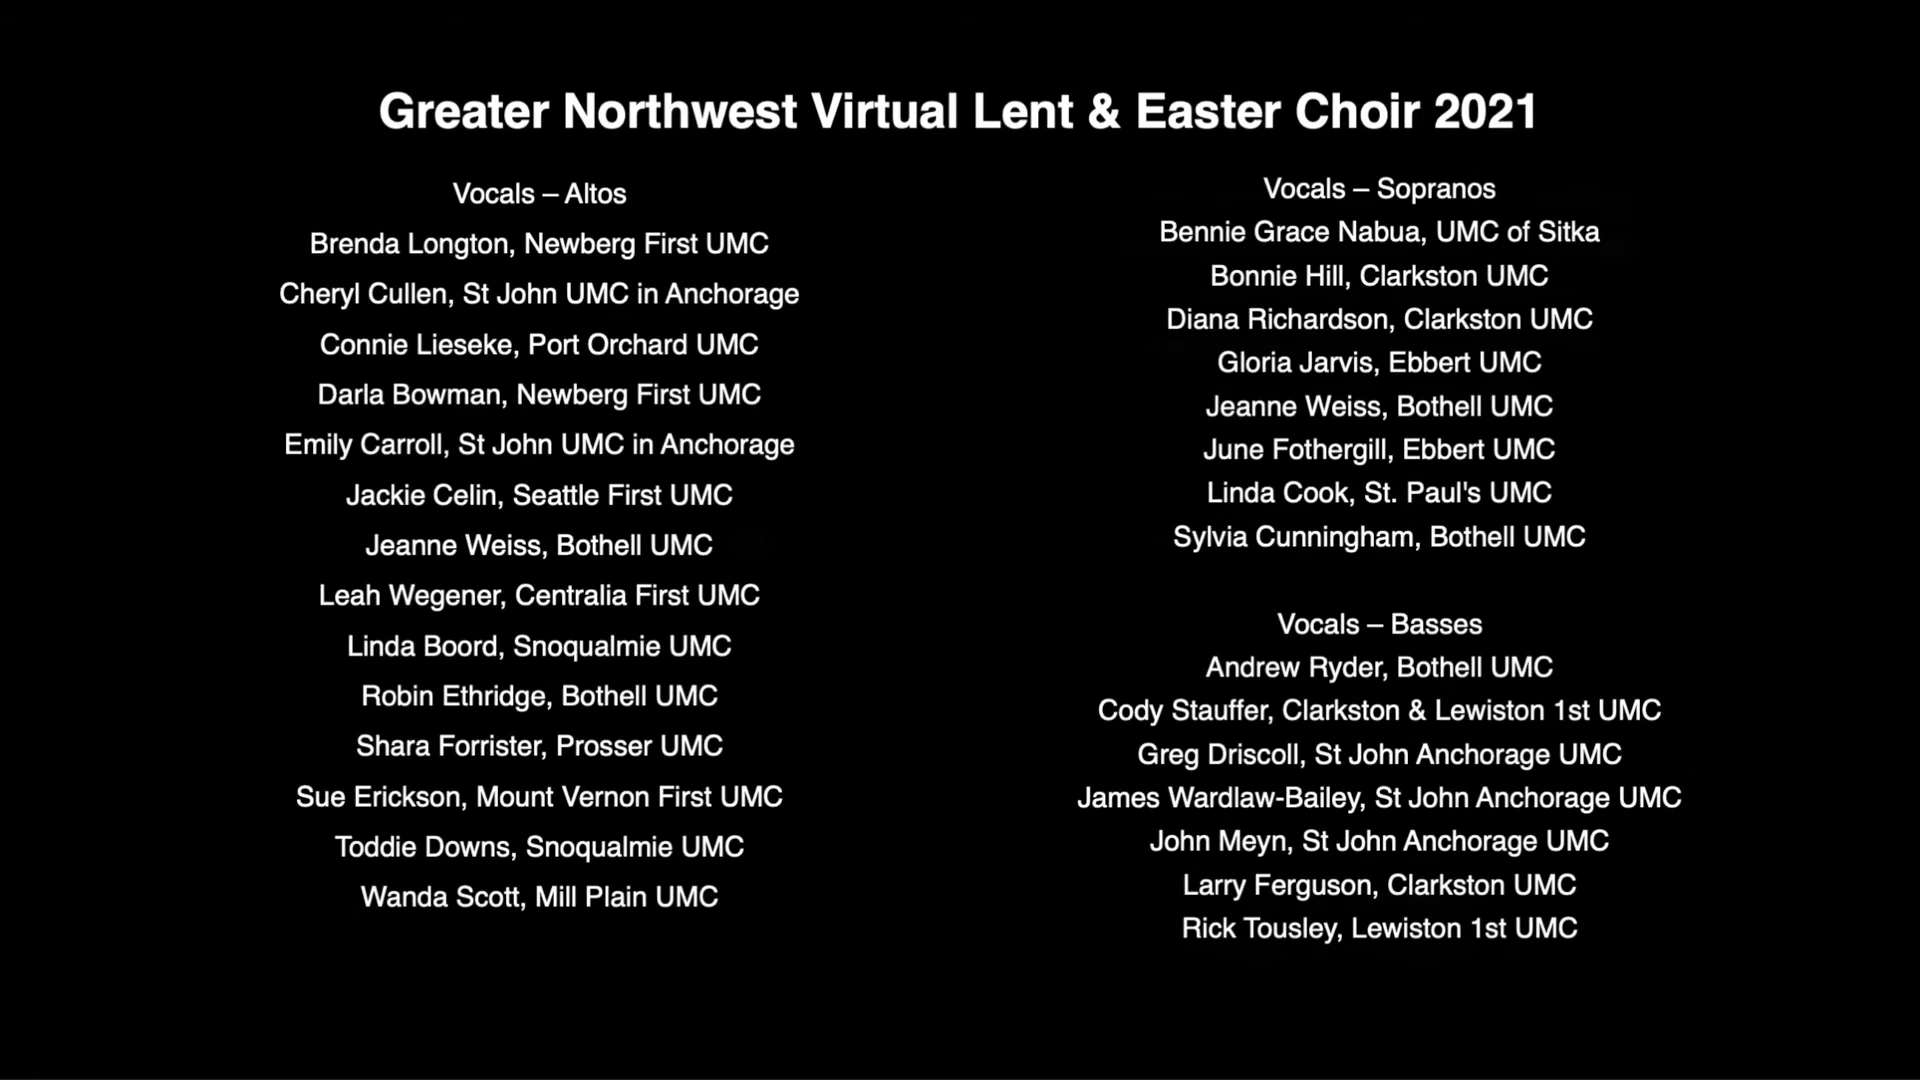 Greater Northwest Virtual Lent & Easter Choir 2021
Vocals – Altos
Brenda Longton, Newberg First UMC
Cheryl Cullen, St John UMC in Anchorage
Connie Lieseke, Port Orchard UMC
Darla Bowman, Newberg First UMC
Emily Carroll, St John UMC in Anchorage
Jackie Celin, Seattle First UMC
Jeanne Weiss, Bothell UMC
Leah Wegener, Centralia First UMC
Linda Boord, Snoqualmie UMC
Robin Ethridge, Bothell UMC
Shara Forrister, Prosser UMC
Sue Erickson, Mount Vernon First UMC
Toddie Downs, Snoqualmie UMC
Wanda Scott, Mill Plain UMC
Vocals – Sopranos
Bennie Grace Nabua, UMC of Sitka
Bonnie Hill, Clarkston UMC
Diana Richardson, Clarkston UMC
Gloria Jarvis, Ebbert UMC
Jeanne Weiss, Bothell UMC
June Fothergill, Ebbert UMC
Linda Cook, St. Paul's UMC
Sylvia Cunningham, Bothell UMC
Vocals – Basses
Andrew Ryder, Bothell UMC
Cody Stauffer, Clarkston & Lewiston 1st UMC
Greg Driscoll, St John Anchorage UMC
James Wardlaw-Bailey, St John Anchorage UMC
John Meyn, St John Anchorage UMC
Larry Ferguson, Clarkston UMC
Rick Tousley, Lewiston 1st UMC